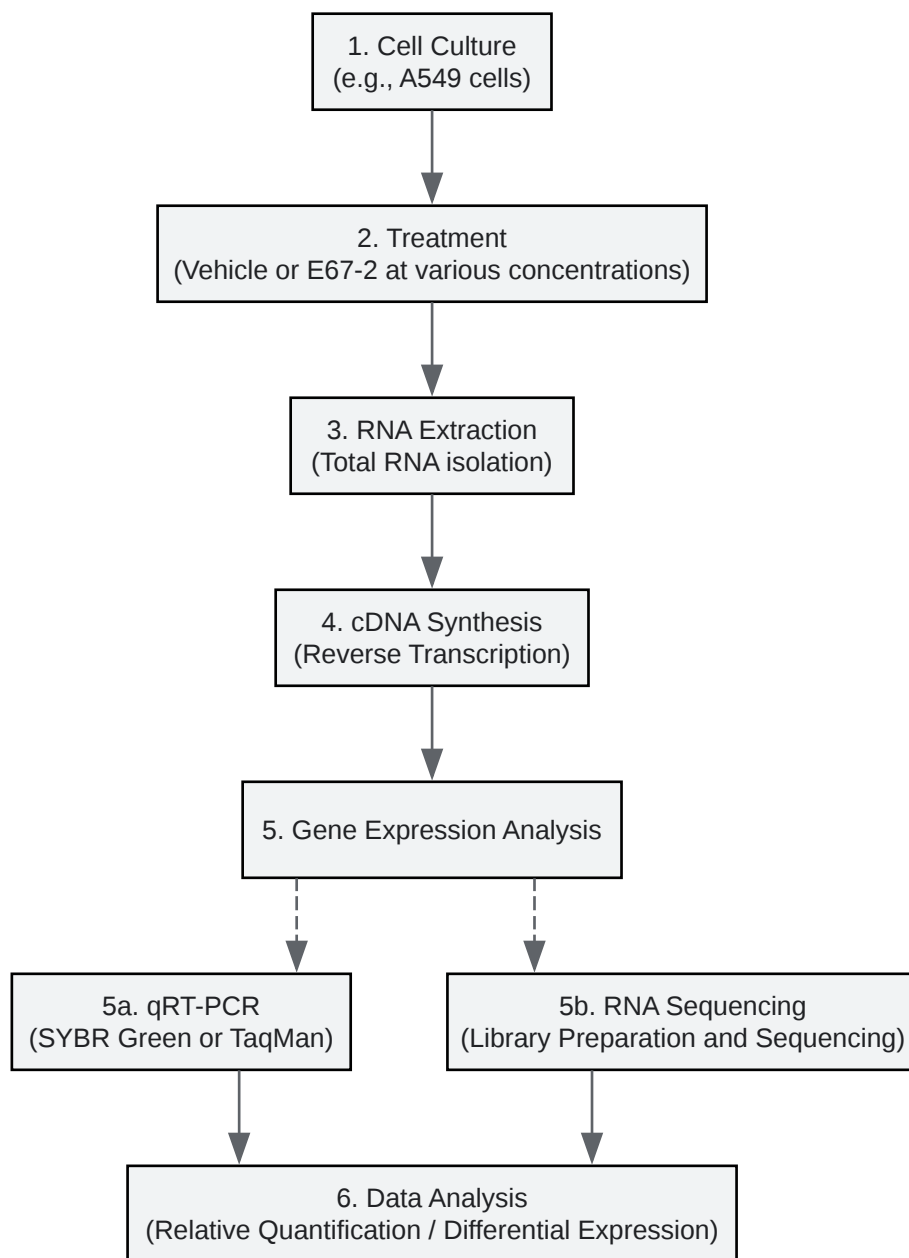 1. Cell Culture
(e.g., A549 cells)
2. Treatment
(Vehicle or E67-2 at various concentrations)
3. RNA Extraction
(Total RNA isolation)
4. cDNA Synthesis
(Reverse Transcription)
5. Gene Expression Analysis
5a. qRT-PCR
(SYBR Green or TaqMan)
5b. RNA Sequencing
(Library Preparation and Sequencing)
6. Data Analysis
(Relative Quantification / Differential Expression)